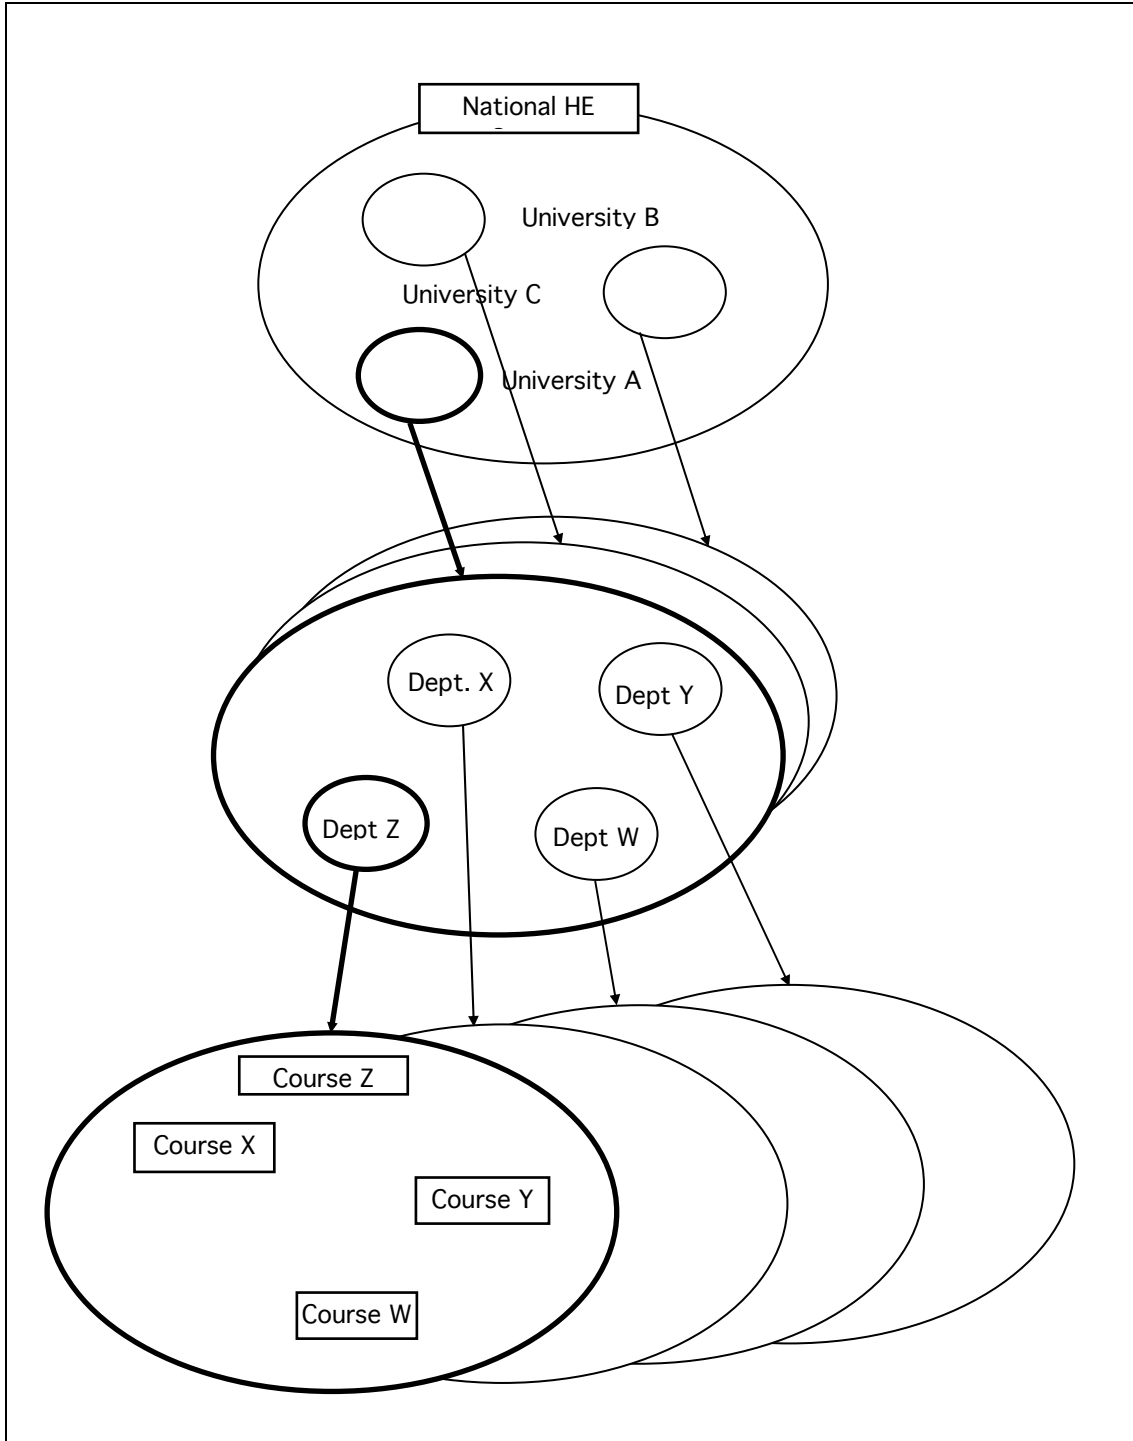 National HE
University B
University C
University A
Dept. X
Dept Y
Dept Z
Dept W
Course Z
Course X
Course Y
Course W